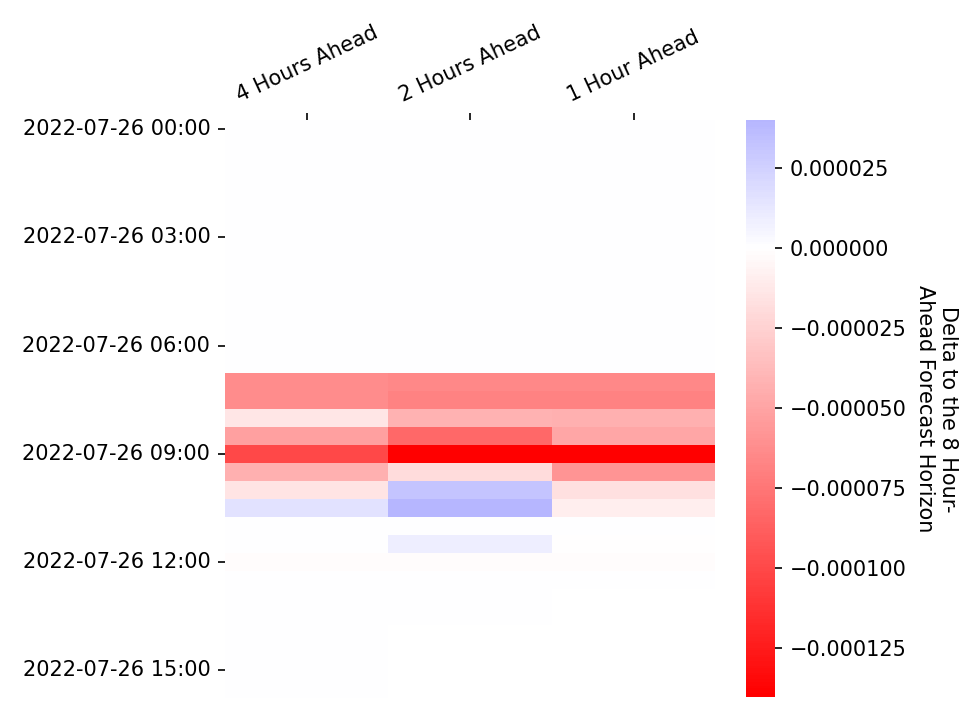 4 Hours Ahead
2 Hours Ahead
1 Hour Ahead
2022-07-26 00:00
2022-07-26 03:00
2022-07-26 06:00
2022-07-26 09:00
2022-07-26 12:00
2022-07-26 15:00
0.000025
0.000000
−0.000025
−0.000050
−0.000075
−0.000100
−0.000125
Delta to the 8 Hour-
Ahead Forecast Horizon